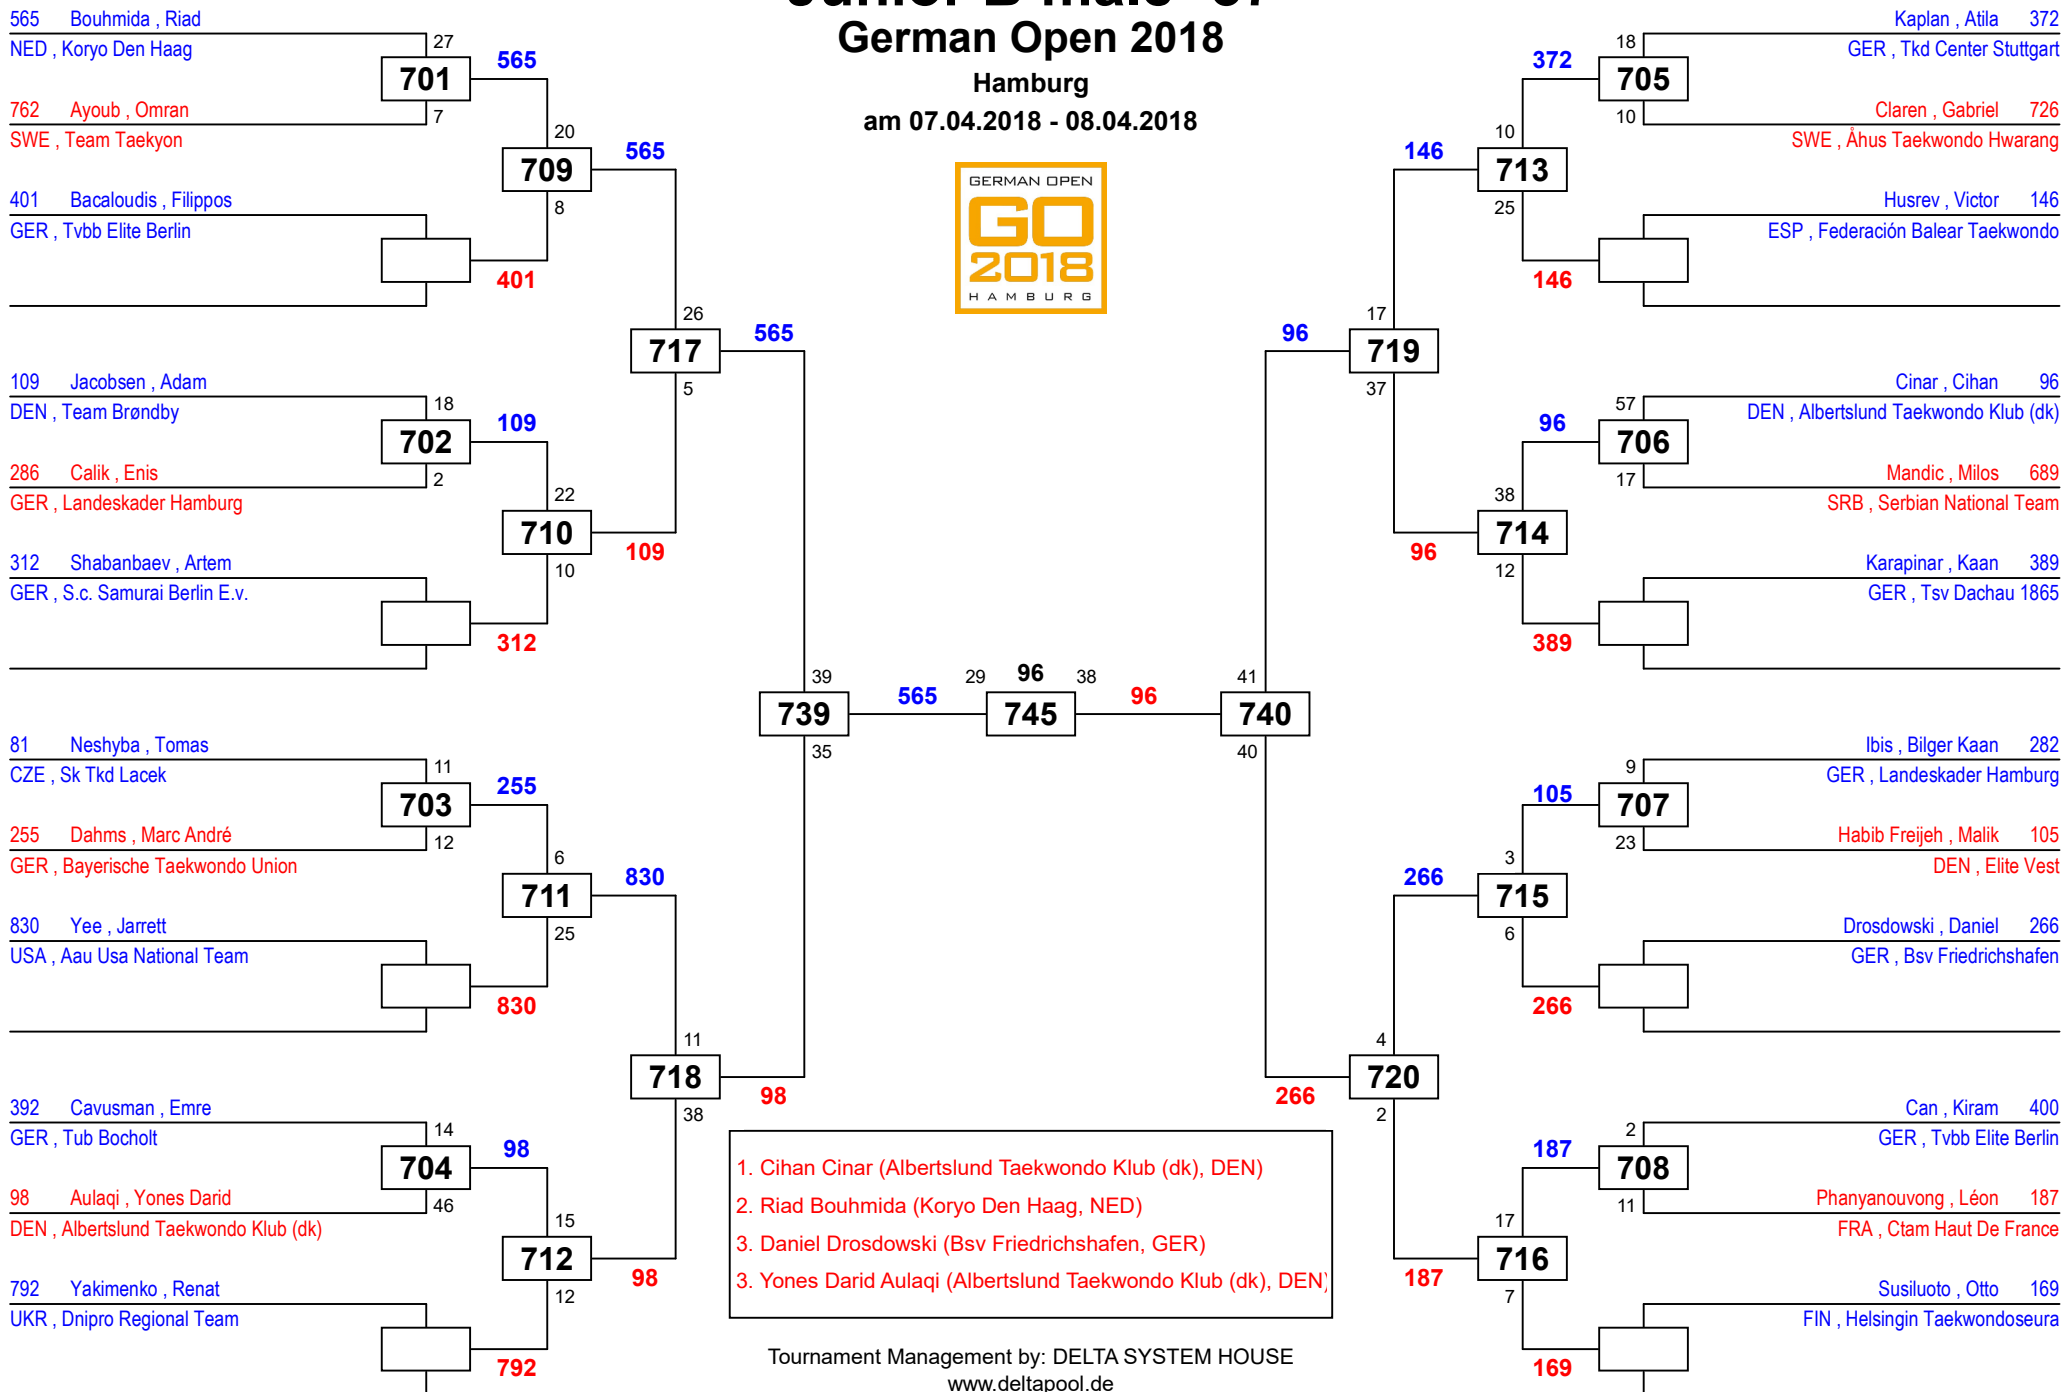 German Open 2018
Hamburg
am 07.04.2018 - 08.04.2018
GERMAN OPEN
GO
2018
HAMBURG
565 Bouhmida , Riad
NED , Koryo Den Haag
27
701
565
7
762 Ayoub , Omran
SWE , Team Taekyon
20
709
565
8
401 Bacaloudis , Filippos
GER , Tvbb Elite Berlin
401
26
717
565
5
109 Jacobsen , Adam
DEN , Team Brøndby
18
702
109
2
286 Calik , Enis
GER , Landeskader Hamburg
22
710
109
10
312 Shabanbaev , Artem
GER , S.c. Samurai Berlin E.v.
312
39
739
565
35
81 Neshyba , Tomas
CZE , Sk Tkd Lacek
11
703
255
12
255 Dahms , Marc André
GER , Bayerische Taekwondo Union
6
711
830
25
830 Yee , Jarrett
USA , Aau Usa National Team
830
11
718
98
38
392 Cavusman , Emre
GER , Tub Bocholt
14
704
98
46
98 Aulaqi , Yones Darid
DEN , Albertslund Taekwondo Klub (dk)
15
712
98
12
792 Yakimenko , Renat
UKR , Dnipro Regional Team
792
29 96 38
745
96
Kaplan , Atila 372
GER , Tkd Center Stuttgart
18
372
705
10
Claren , Gabriel 726
SWE , Åhus Taekwondo Hwarang
10
146
713
25
Husrev , Victor 146
ESP , Federación Balear Taekwondo
146
17
96
719
37
Cinar , Cihan 96
DEN , Albertslund Taekwondo Klub (dk)
57
96
706
17
Mandic , Milos 689
SRB , Serbian National Team
38
714
96
12
Karapinar , Kaan 389
GER , Tsv Dachau 1865
389
41
740
40
Ibis , Bilger Kaan 282
GER , Landeskader Hamburg
9
105
707
23
Habib Freijeh , Malik 105
DEN , Elite Vest
3
266
715
6
Drosdowski , Daniel 266
GER , Bsv Friedrichshafen
266
4
720
266
2
Can , Kiram 400
GER , Tvbb Elite Berlin
2
187
708
11
Phanyanouvong , Léon 187
FRA , Ctam Haut De France
17
716
187
7
Susiluoto , Otto 169
FIN , Helsingin Taekwondoseura
169
1. Cihan Cinar (Albertslund Taekwondo Klub (dk), DEN)
2. Riad Bouhmida (Koryo Den Haag, NED)
3. Daniel Drosdowski (Bsv Friedrichshafen, GER)
3. Yones Darid Aulaqi (Albertslund Taekwondo Klub (dk), DEN)
Tournament Management by: DELTA SYSTEM HOUSE
www.deltapool.de